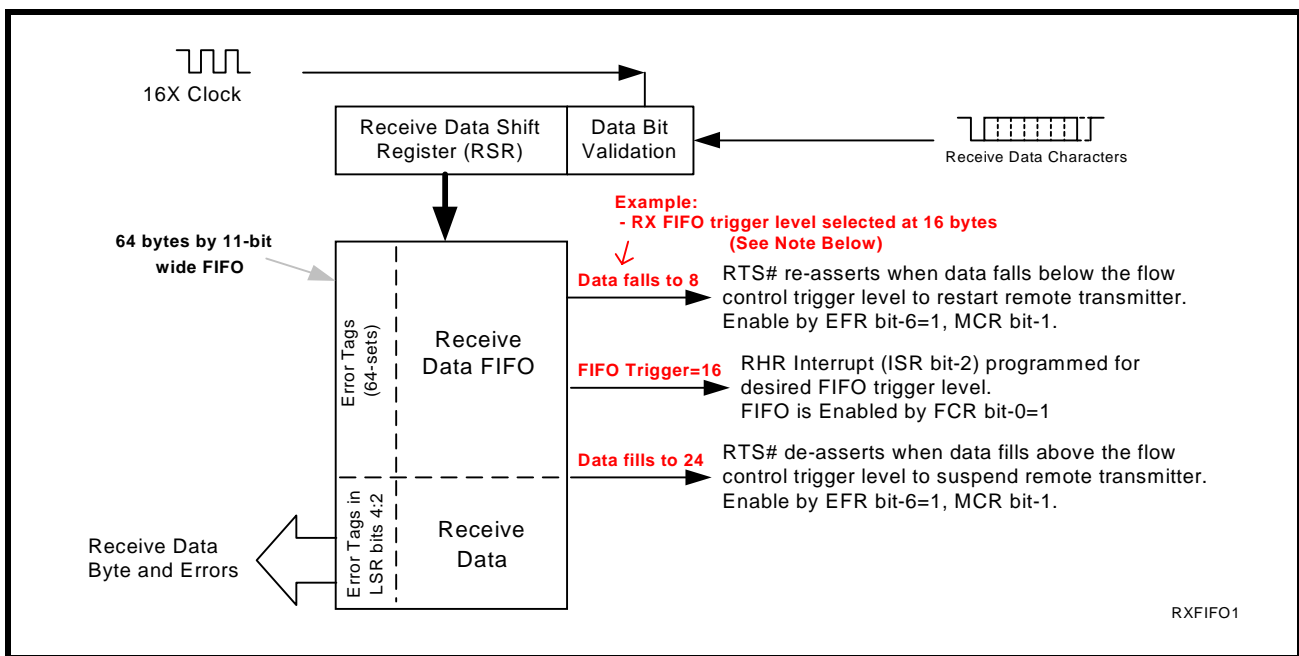 16X Clock
Receive Data Shift
Register (RSR)
Data Bit
Validation
Receive Data Characters
64 bytes by 11-bit
wide FIFO
Example:
- RX FIFO trigger level selected at 16 bytes
(See Note Below)
Data falls to 8
RTS# re-asserts when data falls below the flow
control trigger level to restart remote transmitter.
Enable by EFR bit-6=1, MCR bit-1.
Error Tags
(64-sets)
Receive
Data FIFO
FIFO Trigger=16
RHR Interrupt (ISR bit-2) programmed for
desired FIFO trigger level.
FIFO is Enabled by FCR bit-0=1
Data fills to 24
RTS# de-asserts when data fills above the flow
control trigger level to suspend remote transmitter.
Enable by EFR bit-6=1, MCR bit-1.
Error Tags in
LSR bits 4:2
Receive
Data
Receive Data
Byte and Errors
RXFIFO1